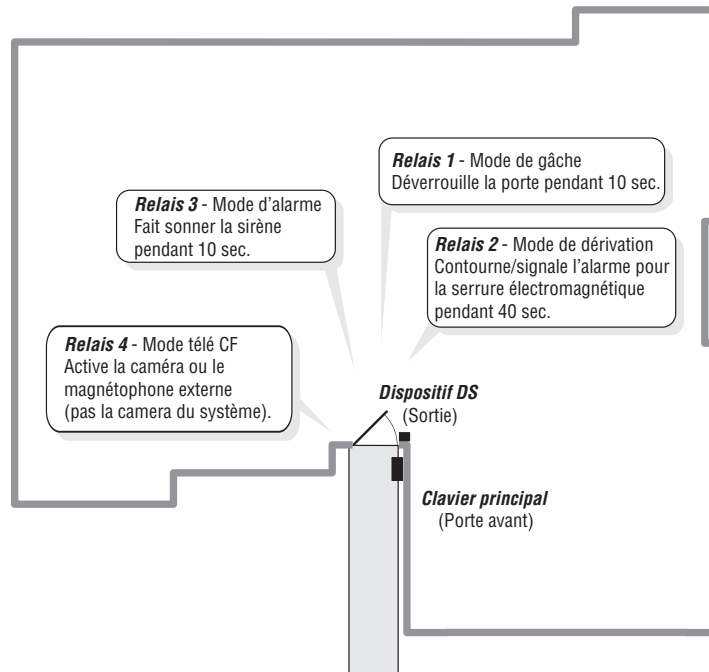 Relais 1 - Mode de gâche
Déverrouille la porte pendant 10 sec.
Relais 3 - Mode d'alarme
Fait sonner la sirène
pendant 10 sec.
Relais 2 - Mode de dérivation
Contourne/signale l'alarme pour
la serrure électromagnétique
pendant 40 sec.
Relais 4 - Mode télé CF
Active la caméra ou le
magnétophone externe
(pas la camera du système).
Dispositif DS
(Sortie)
Clavier principal
(Porte avant)